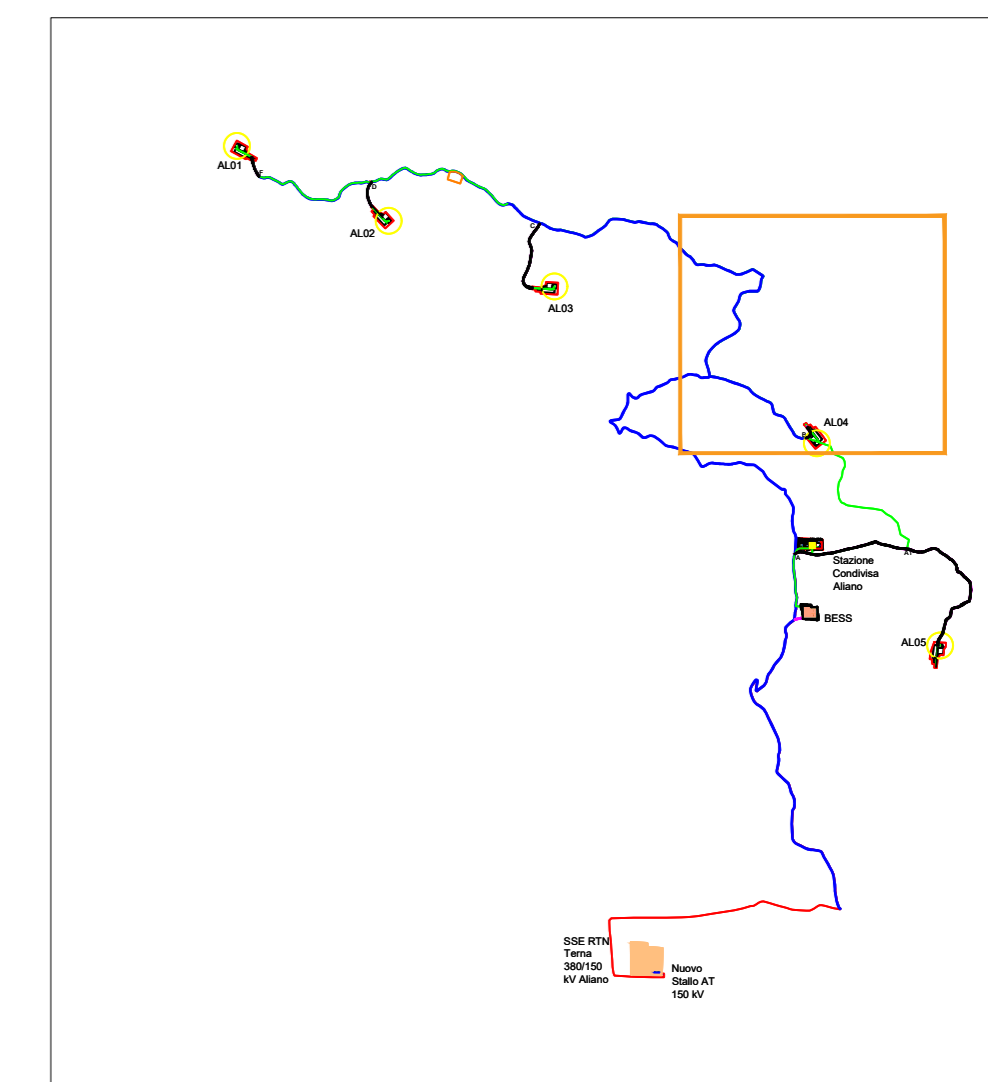 AL01
F
D
AL02
C
AL03
AL04
B
A
A1
Stazione
Condivisa
Aliano
BESS
AL05
SSE RTN
Terna
380/150
kV Aliano
Nuovo
Stallo AT
150 kV